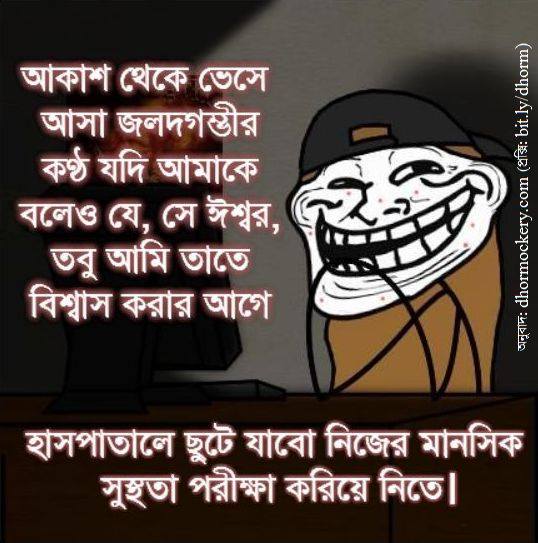 আকাশ থেকে ভেসে
আসা জলদগম্ভীর
কণ্ঠ যদি আমাকে
বলেও যে, সে ঈশ্বর,
তবু আমি তাতে
বিশ্বাস করার আগে
হাসপাতালে ছুটে যাবো নিজের মানসিক
সুস্থতা পরীক্ষা করিয়ে নিতে।
অনুবাদ: dhormockery.com (প্রক্সি: bit.ly/dhorm)